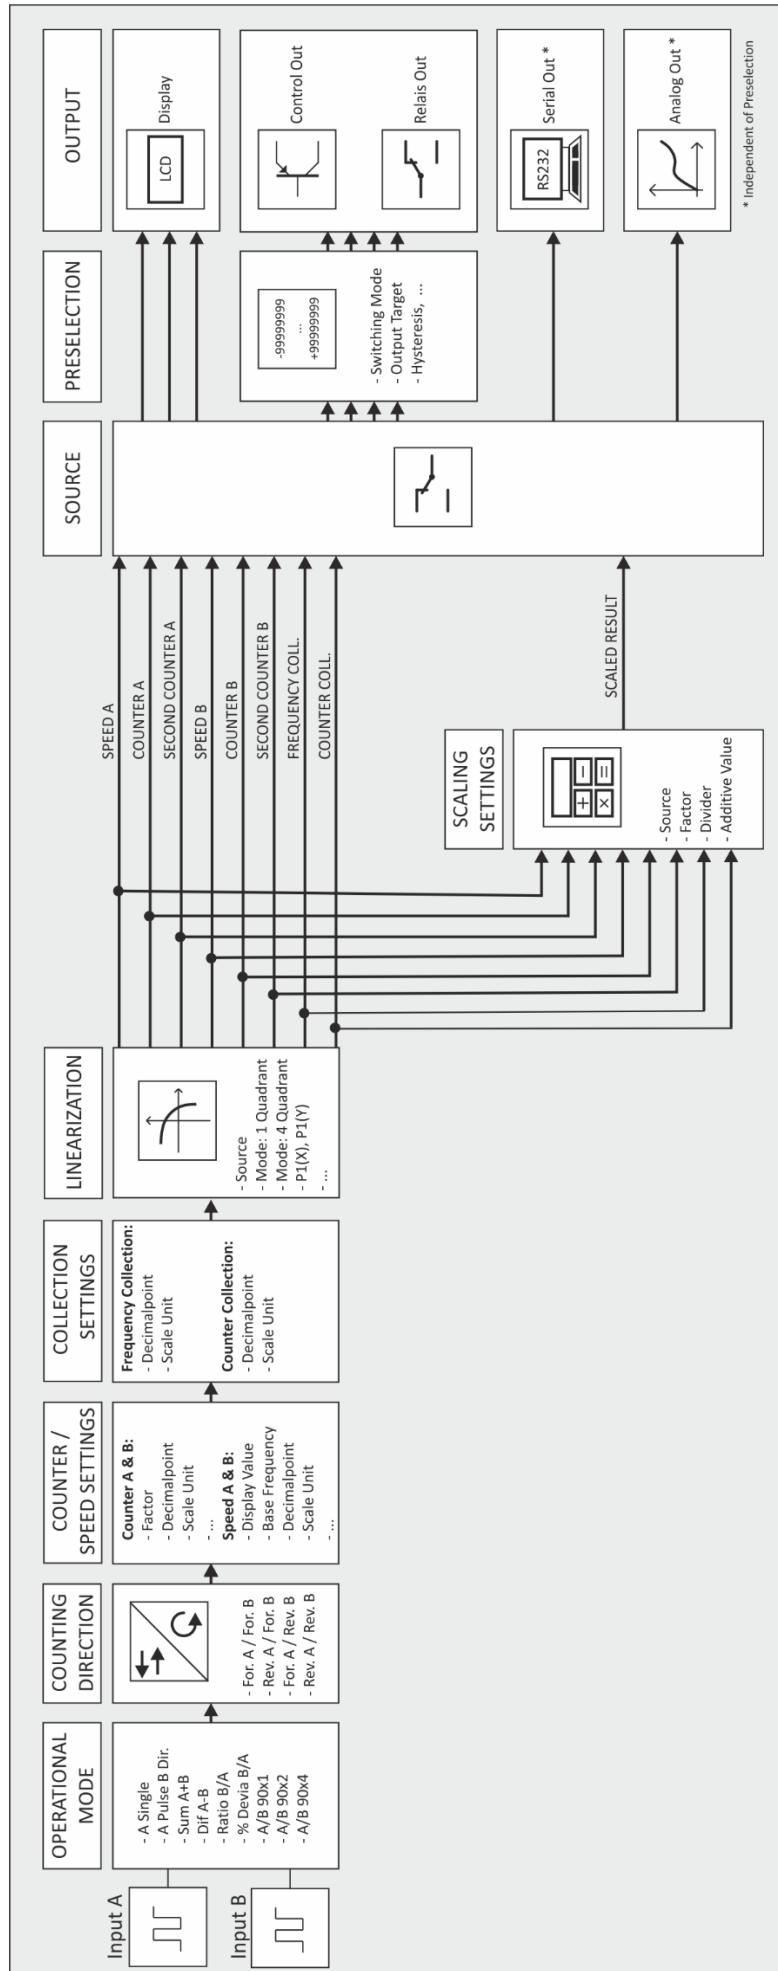 Input A
Input B
OPERATIONAL
MODE
- A Single
- A Pulse B Dir.
- Sum A+B
- Dif A-B
- Ratio B/A
- % Devia B/A
- A/B 90x1
- A/B 90x2
- A/B 90x4
COUNTING
DIRECTION
- For. A / For. B
- Rev. A / For. B
- For. A / Rev. B
- Rev. A / Rev. B
COUNTER /
SPEED SETTINGS
Counter A & B:
- Factor
- Decimalpoint
- Scale Unit
- ...
Speed A & B:
- Display Value
- Base Frequency
- Decimalpoint
- Scale Unit
- ...
COLLECTION
SETTINGS
Frequency Collection:
- Decimalpoint
- Scale Unit
Counter Collection:
- Decimalpoint
- Scale Unit
LINEARIZATION
- Source
- Mode: 1 Quadrant
- Mode: 4 Quadrant
- P1(X), P1(Y)
- ...
SPEED A
COUNTER A
SECOND COUNTER A
SPEED B
COUNTER B
SECOND COUNTER B
FREQUENCY COLL.
COUNTER COLL.
SCALING
SETTINGS
+ −
× =
- Source
- Factor
- Divider
- Additive Value
SCALED RESULT
SOURCE
PRESELECTION
-99999999
...
+99999999
- Switching Mode
- Output Target
- Hysteresis, ...
OUTPUT
LCD
Display
Control Out
Relais Out
RS232
Serial Out *
Analog Out *
* Independent of Preselection